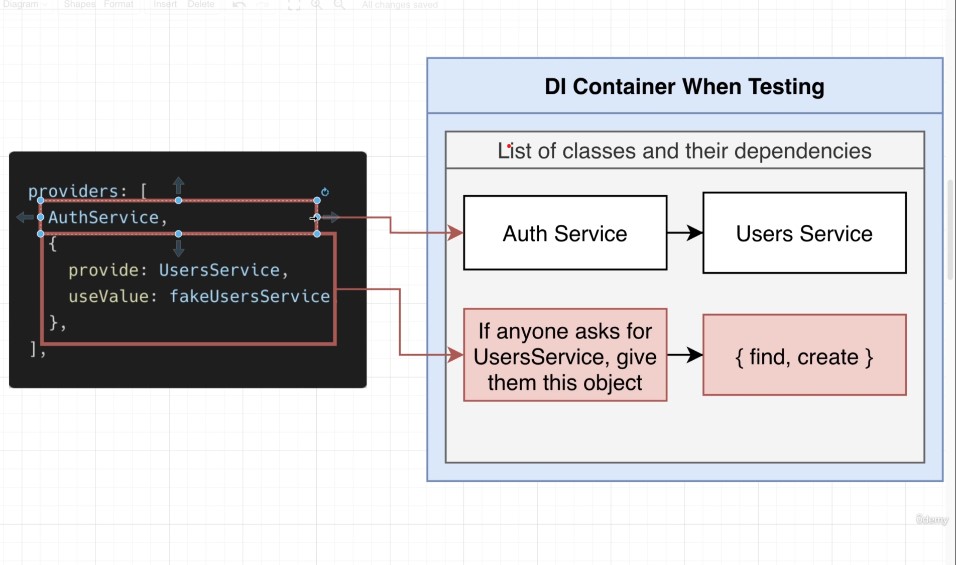 Diagram Shapes Format Insert Delete All changes saved
DI Container When Testing
List of classes and their dependencies
providers: [
AuthService,
{
provide: UsersService,
useValue: fakeUsersService
},
],
Auth Service
Users Service
If anyone asks for
UsersService, give
them this object
{ find, create }
Udemy